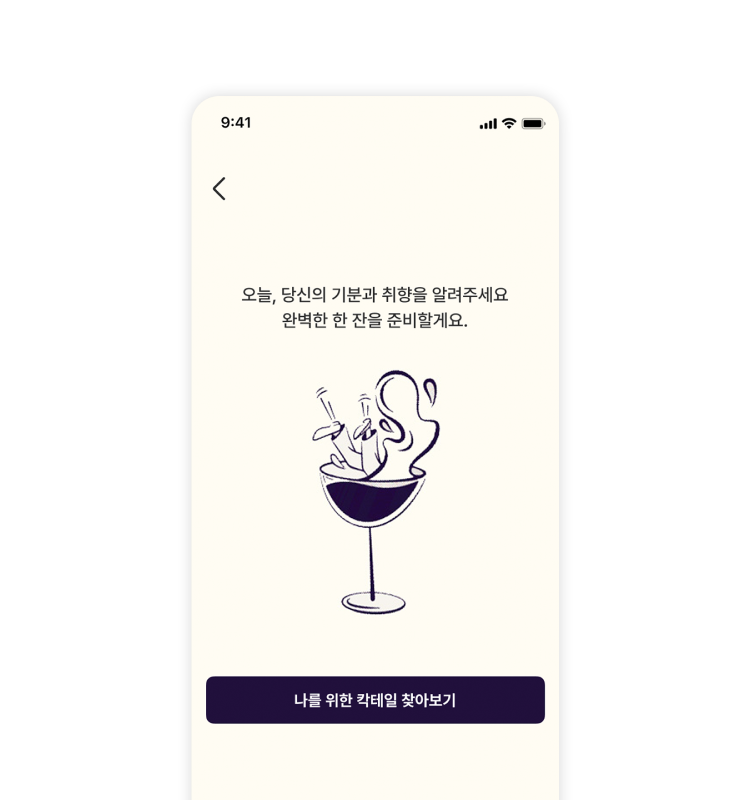 9:41
오늘, 당신의 기분과 취향을 알려주세요
완벽한 한 잔을 준비할게요.
나를 위한 칵테일 찾아보기